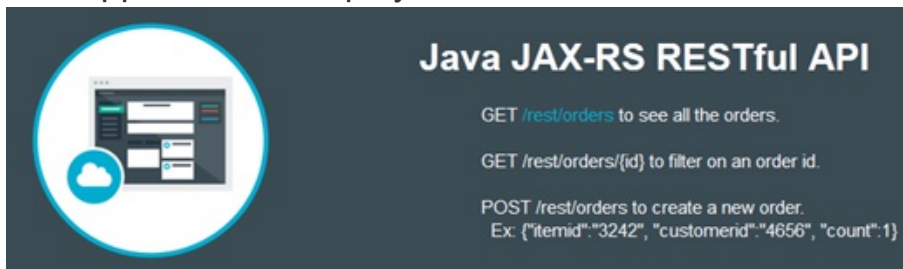 Java JAX-RS RESTful API
GET /rest/orders to see all the orders.
GET /rest/orders/{id} to filter on an order id.
POST /rest/orders to create a new order.
Ex: {"itemid":"3242", "customerid":"4656", "count":1}